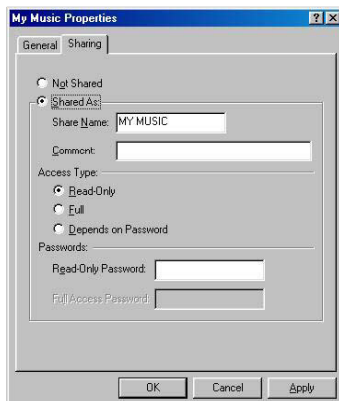 My Music Properties
General Sharing
Not Shared
Shared As:
Share Name: MY MUSIC
Comment:
Access Type:
Read-Only
Full
Depends on Password
Passwords:
Read-Only Password:
Full Access Password:
OK Cancel Apply